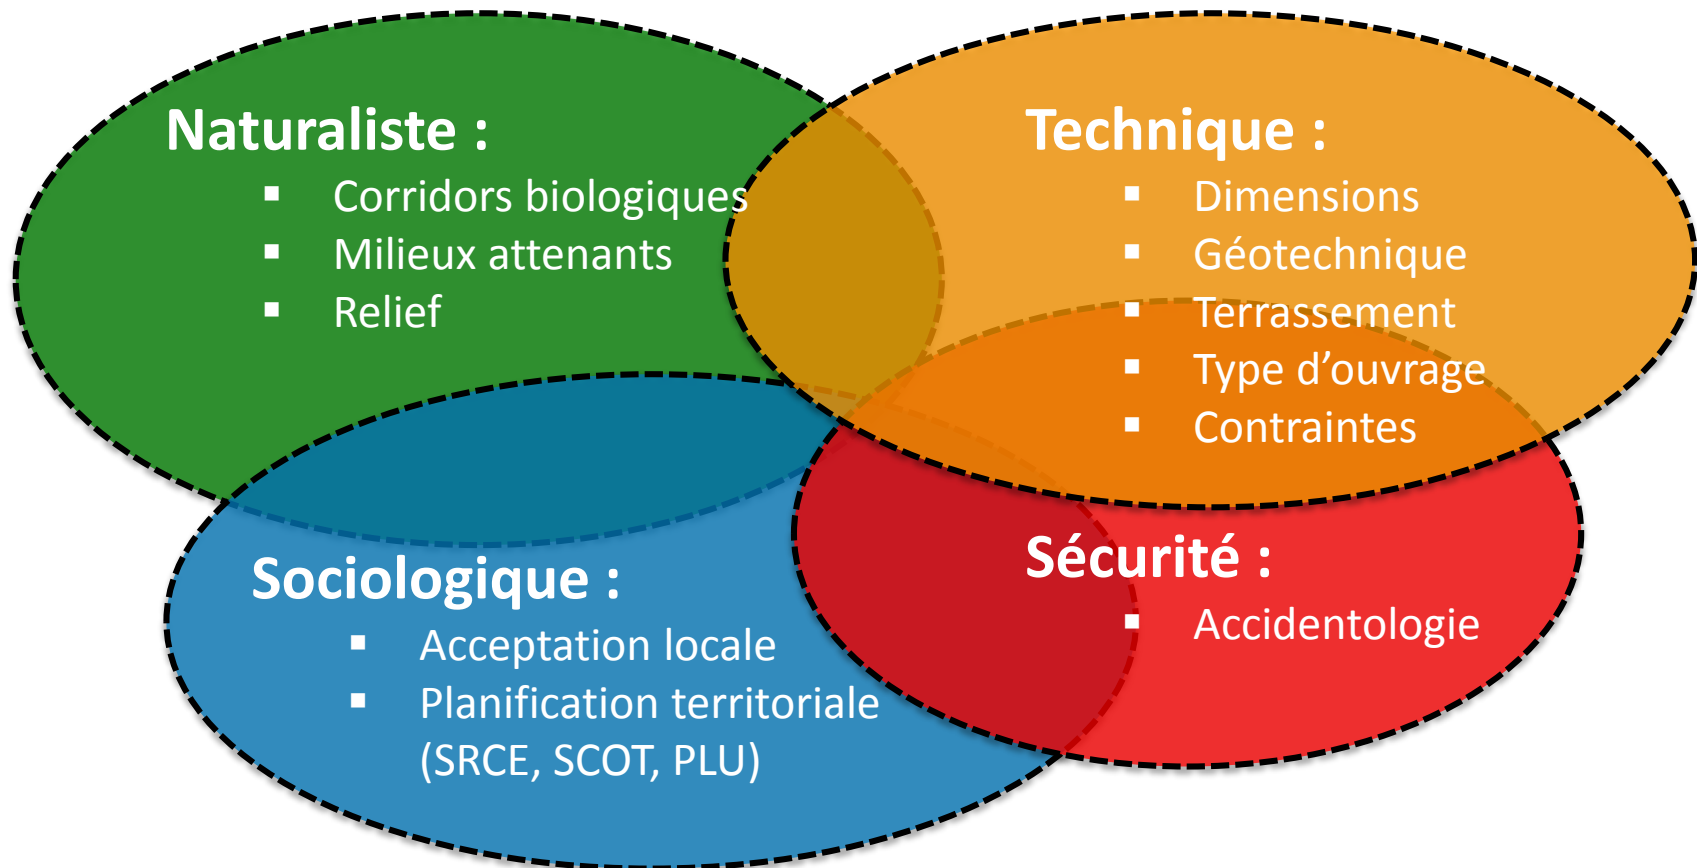 Naturaliste :
▪ Corridors biologiques
▪ Milieux attenants
▪ Relief
Technique :
▪ Dimensions
▪ Géotechnique
▪ Terrassement
▪ Type d’ouvrage
▪ Contraintes
Sociologique :
▪ Acceptation locale
▪ Planification territoriale
(SRCE, SCOT, PLU)
Sécurité :
▪ Accidentologie